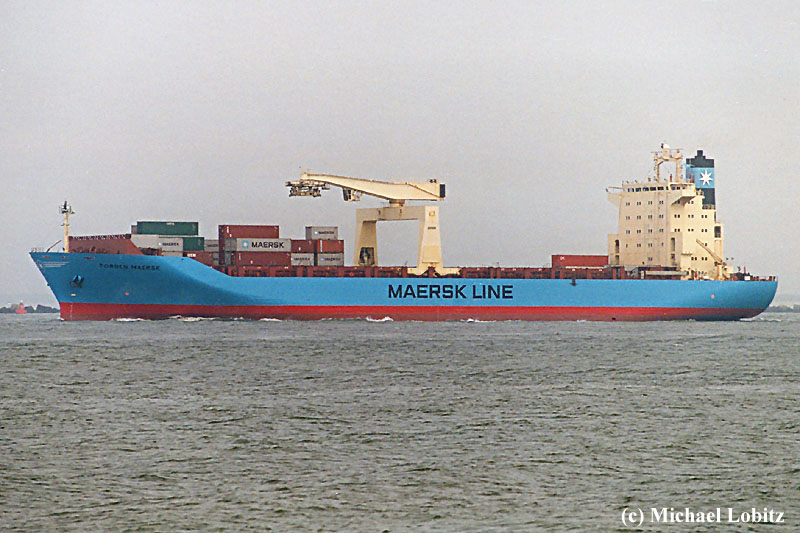 TORBEN MAERSK
MAERSK
MAERSK LINE
(c) Michael Lobitz